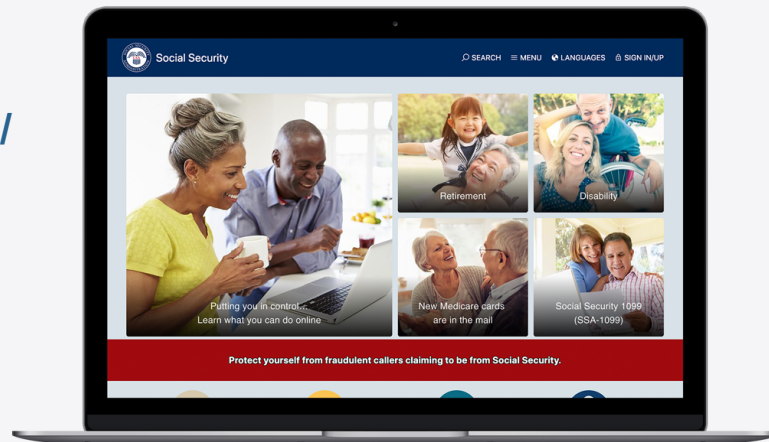 /
Social Security
SEARCH MENU LANGUAGES SIGN IN/UP
Retirement
Disability
Putting you in control...
Learn what you can do online
New Medicare cards
are in the mail
Social Security 1099
(SSA-1099)
Protect yourself from fraudulent callers claiming to be from Social Security.